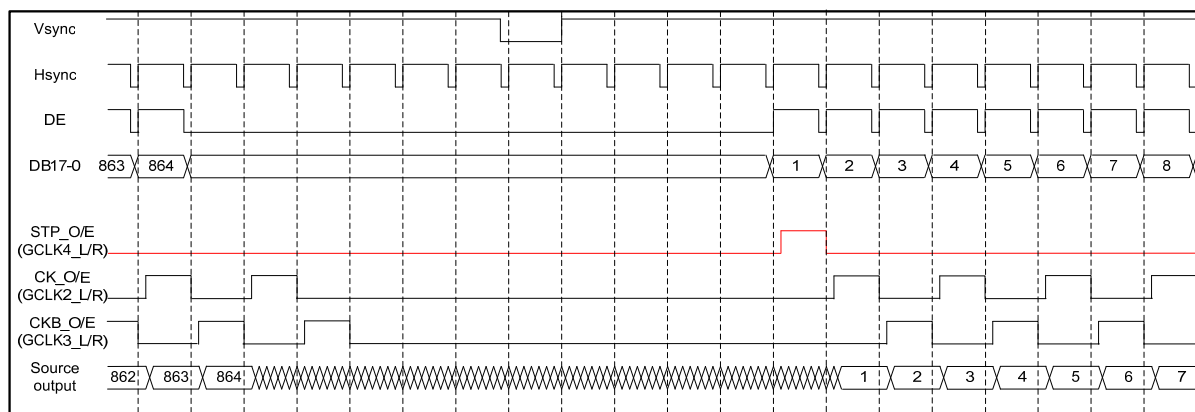 Vsync
Hsync
DE
DB17-0 863 864 1 2 3 4 5 6 7 8
STP_O/E
(GCLK4_L/R)
CK_O/E
(GCLK2_L/R)
CKB_O/E
(GCLK3_L/R)
Source
output 862 863 864 1 2 3 4 5 6 7